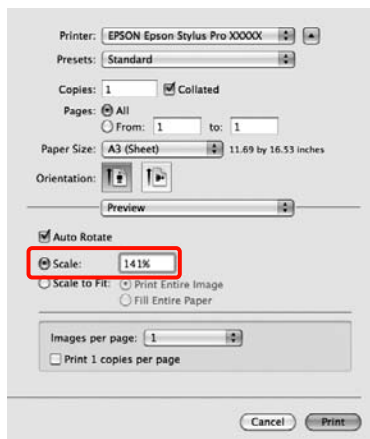 Printer: EPSON Epson Stylus Pro XXXXX
Presets: Standard
Copies: 1 Collated
Pages: All
From: 1 to: 1
Paper Size: A3 (Sheet) 11.69 by 16.53 inches
Orientation:
Preview
Auto Rotate
Scale: 141%
Scale to Fit: Print Entire Image
Fill Entire Paper
Images per page: 1
Print 1 copies per page
Cancel Print